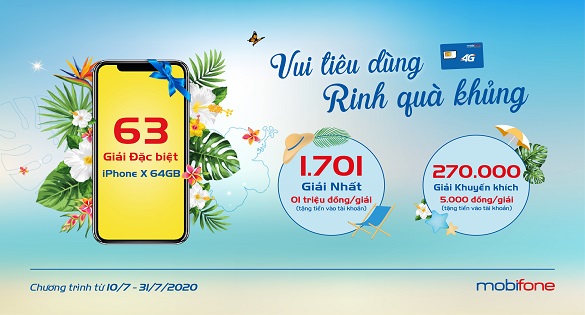 Vui tiêu dùng
Rinh quà khủng
4G
63
Giải Đặc biệt
iPhone X 64GB
1.701
Giải Nhất
01 triệu đồng/giải
(tặng tiền vào tài khoản)
270.000
Giải Khuyến khích
5.000 đồng/giải
(tặng tiền vào tài khoản)
Chương trình từ 10/7 - 31/7/2020
mobifone